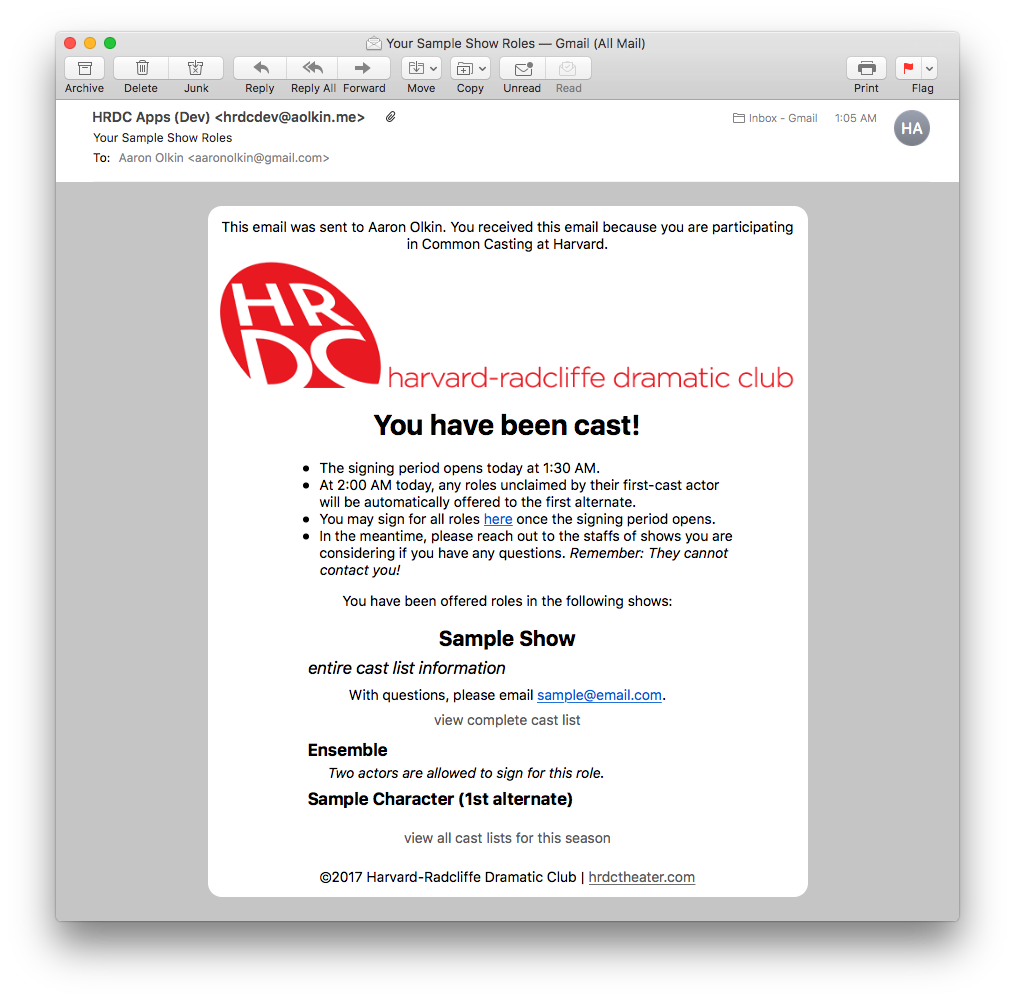 Your Sample Show Roles — Gmail (All Mail)
Archive Delete Junk Reply Reply All Forward Move Copy Unread Read Print Flag
HRDC Apps (Dev) <hrdcdev@aolkin.me> Inbox - Gmail 1:05 AM
HA
Your Sample Show Roles
To: Aaron Olkin <aaronolkin@gmail.com>
This email was sent to Aaron Olkin. You received this email because you are participating
in Common Casting at Harvard.
HR
DC
harvard-radcliffe dramatic club
You have been cast!
• The signing period opens today at 1:30 AM.
• At 2:00 AM today, any roles unclaimed by their first-cast actor
will be automatically offered to the first alternate.
• You may sign for all roles here once the signing period opens.
• In the meantime, please reach out to the staffs of shows you are
considering if you have any questions. Remember: They cannot
contact you!
You have been offered roles in the following shows:
Sample Show
entire cast list information
With questions, please email sample@email.com.
view complete cast list
Ensemble
Two actors are allowed to sign for this role.
Sample Character (1st alternate)
view all cast lists for this season
©2017 Harvard-Radcliffe Dramatic Club | hrdctheater.com